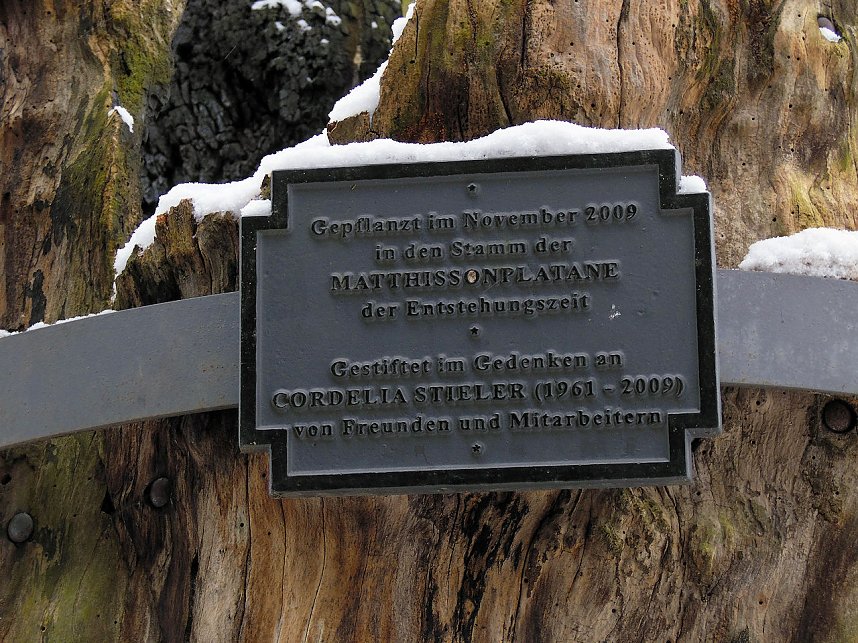 Gepflanzt im November 2009
in den Stamm der
MATTHISSONPLATANE
der Entstehungszeit
Gestiftet im Gedenken an
CORDELIA STIELER (1961 - 2009)
von Freunden und Mitarbeitern